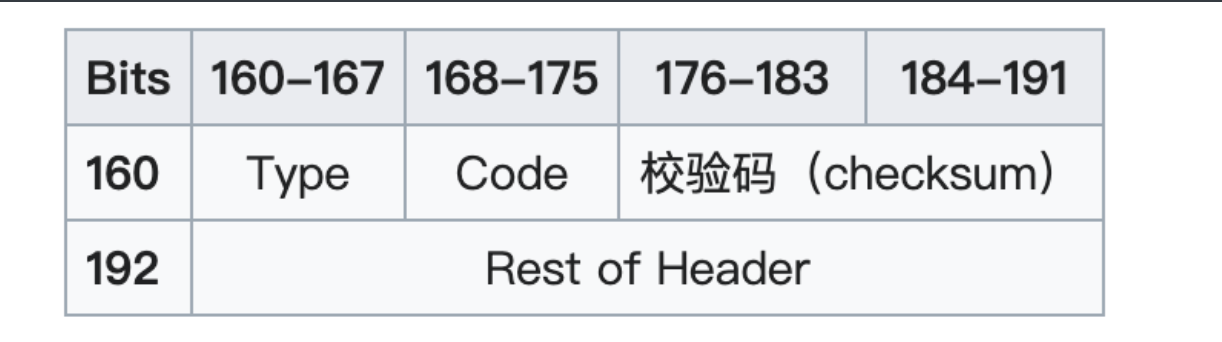 Bits 160–167 168–175 176–183 184–191
160 Type Code 校验码（checksum）
192 Rest of Header